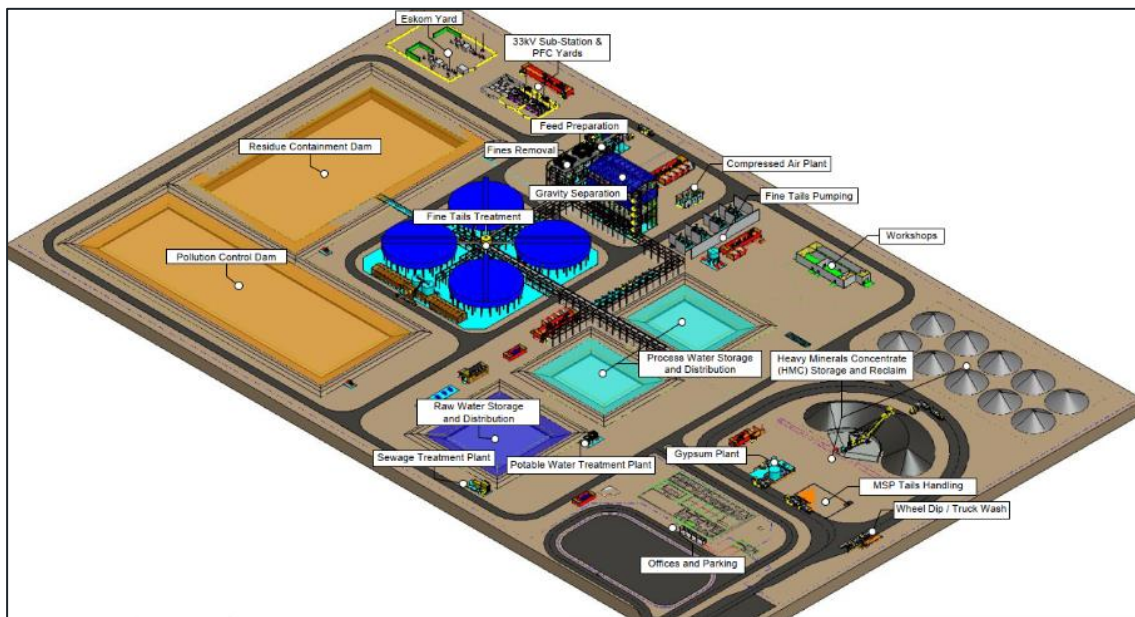 Eskom Yard
33kV Sub-Station &
PFC Yards
Feed Preparation
Residue Containment Dam
Fines Removal
Compressed Air Plant
Gravity Separation
Fine Tails Pumping
Fine Tails Treatment
Workshops
Pollution Control Dam
Process Water Storage
and Distribution
Heavy Minerals Concentrate
(HMC) Storage and Reclaim
Raw Water Storage
and Distribution
Sewage Treatment Plant
Potable Water Treatment Plant
Gypsum Plant
MSP Tails Handling
Wheel Dip / Truck Wash
Offices and Parking